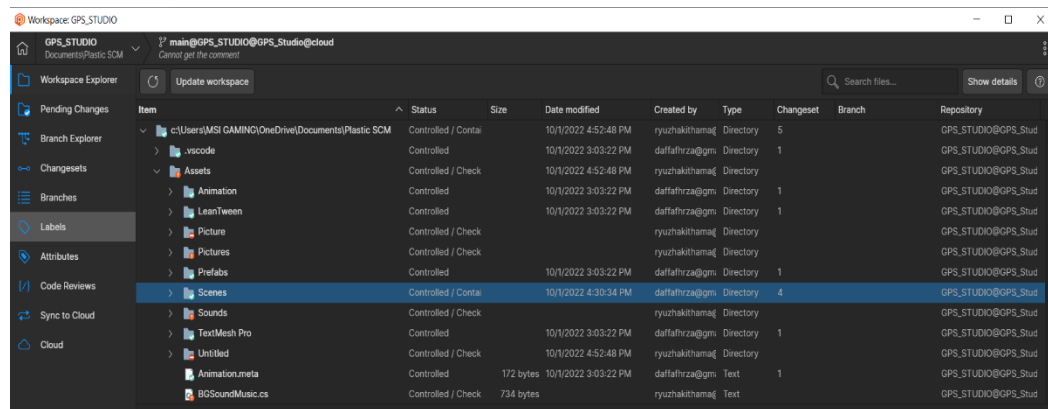 Workspace: GPS_STUDIO
GPS_STUDIO
Documents\Plastic SCM
main@GPS_STUDIO@GPS_Studio@cloud
Cannot get the comment
Workspace Explorer
Pending Changes
Branch Explorer
Changesets
Branches
Labels
Attributes
Code Reviews
Sync to Cloud
Cloud
Update workspace
Search files...
Show details
Item Status Size Date modified Created by Type Changeset Branch Repository
c:\Users\MSI GAMING\OneDrive\Documents\Plastic SCM Controlled / Contai 10/1/2022 4:52:48 PM ryuzhakithamag Directory 5 GPS_STUDIO@GPS_Stud
.vscode Controlled 10/1/2022 3:03:22 PM daffafhrza@gm Directory 1 GPS_STUDIO@GPS_Stud
Assets Controlled / Check 10/1/2022 4:52:48 PM ryuzhakithamag Directory GPS_STUDIO@GPS_Stud
Animation Controlled 10/1/2022 3:03:22 PM daffafhrza@gm Directory 1 GPS_STUDIO@GPS_Stud
LeanTween Controlled 10/1/2022 3:03:22 PM daffafhrza@gm Directory 1 GPS_STUDIO@GPS_Stud
Picture Controlled / Check ryuzhakithamag Directory GPS_STUDIO@GPS_Stud
Pictures Controlled / Check ryuzhakithamag Directory GPS_STUDIO@GPS_Stud
Prefabs Controlled 10/1/2022 3:03:22 PM daffafhrza@gm Directory 1 GPS_STUDIO@GPS_Stud
Scenes Controlled / Contai 10/1/2022 4:30:34 PM daffafhrza@gm Directory 4 GPS_STUDIO@GPS_Stud
Sounds Controlled / Check ryuzhakithamag Directory GPS_STUDIO@GPS_Stud
TextMesh Pro Controlled 10/1/2022 3:03:22 PM daffafhrza@gm Directory 1 GPS_STUDIO@GPS_Stud
Untitled Controlled / Check 10/1/2022 4:52:48 PM ryuzhakithamag Directory GPS_STUDIO@GPS_Stud
Animation.meta Controlled 172 bytes 10/1/2022 3:03:22 PM daffafhrza@gm Text 1 GPS_STUDIO@GPS_Stud
BGSoundMusic.cs Controlled / Check 734 bytes ryuzhakithamag Text GPS_STUDIO@GPS_Stud